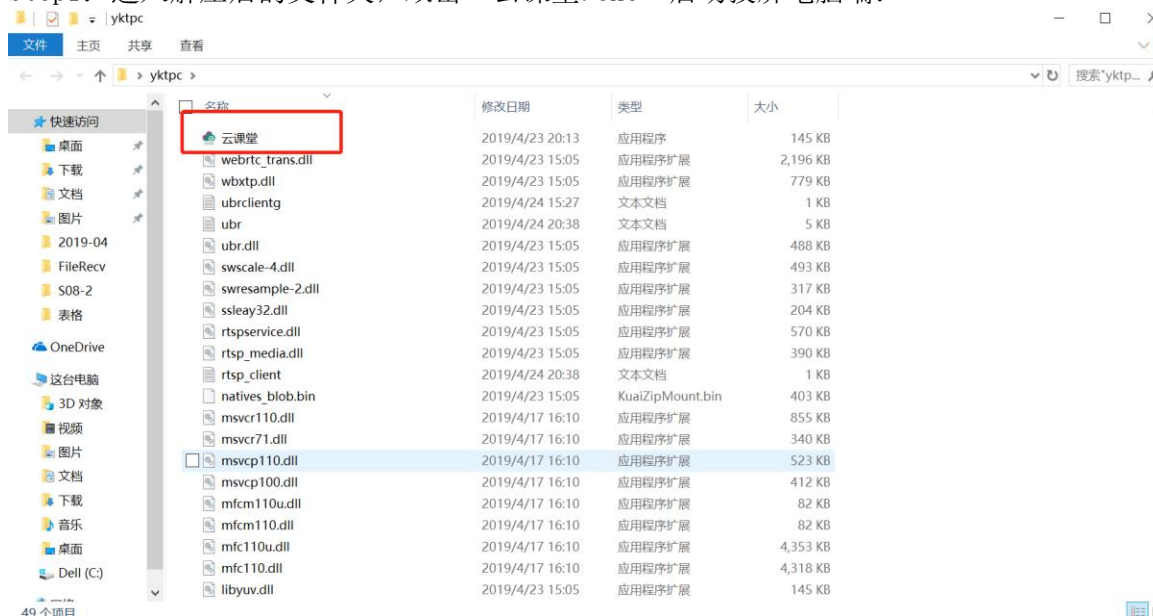 yktpc
文件 主页 共享 查看
yktpc
搜索"yktp...
名称 修改日期 类型 大小
快速访问
桌面
下载
文档
图片
2019-04
FileRecv
S08-2
表格
OneDrive
这台电脑
3D 对象
视频
图片
文档
下载
音乐
桌面
Dell (C:)
云课堂 2019/4/23 20:13 应用程序 145 KB
webrtc_trans.dll 2019/4/23 15:05 应用程序扩展 2,196 KB
wbxtp.dll 2019/4/23 15:05 应用程序扩展 779 KB
ubrclientg 2019/4/24 15:27 文本文档 1 KB
ubr 2019/4/24 20:38 文本文档 5 KB
ubr.dll 2019/4/23 15:05 应用程序扩展 488 KB
swscale-4.dll 2019/4/23 15:05 应用程序扩展 493 KB
swresample-2.dll 2019/4/23 15:05 应用程序扩展 317 KB
ssleay32.dll 2019/4/23 15:05 应用程序扩展 204 KB
rtspservice.dll 2019/4/23 15:05 应用程序扩展 570 KB
rtsp_media.dll 2019/4/23 15:05 应用程序扩展 390 KB
rtsp_client 2019/4/24 20:38 文本文档 1 KB
natives_blob.bin 2019/4/23 15:05 KuaiZipMount.bin 403 KB
msvcr110.dll 2019/4/17 16:10 应用程序扩展 855 KB
msvcr71.dll 2019/4/17 16:10 应用程序扩展 340 KB
msvcp110.dll 2019/4/17 16:10 应用程序扩展 523 KB
msvcp100.dll 2019/4/17 16:10 应用程序扩展 412 KB
mfcm110u.dll 2019/4/17 16:10 应用程序扩展 82 KB
mfcm110.dll 2019/4/17 16:10 应用程序扩展 82 KB
mfc110u.dll 2019/4/17 16:10 应用程序扩展 4,353 KB
mfc110.dll 2019/4/17 16:10 应用程序扩展 4,318 KB
libyuv.dll 2019/4/23 15:05 应用程序扩展 145 KB
49 个项目